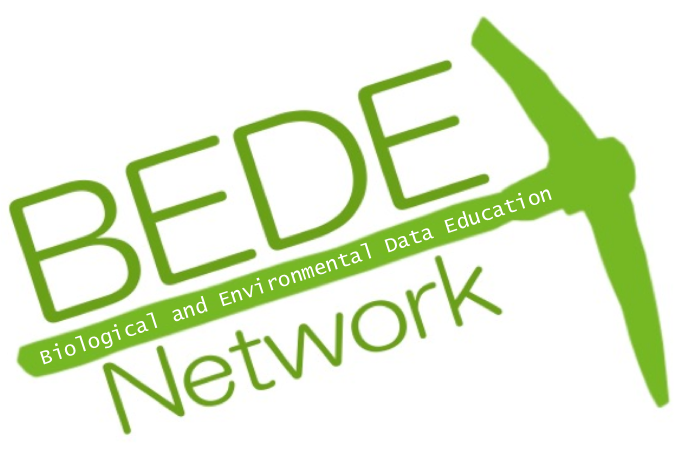 BEDE
Biological and Environmental Data Education
Network